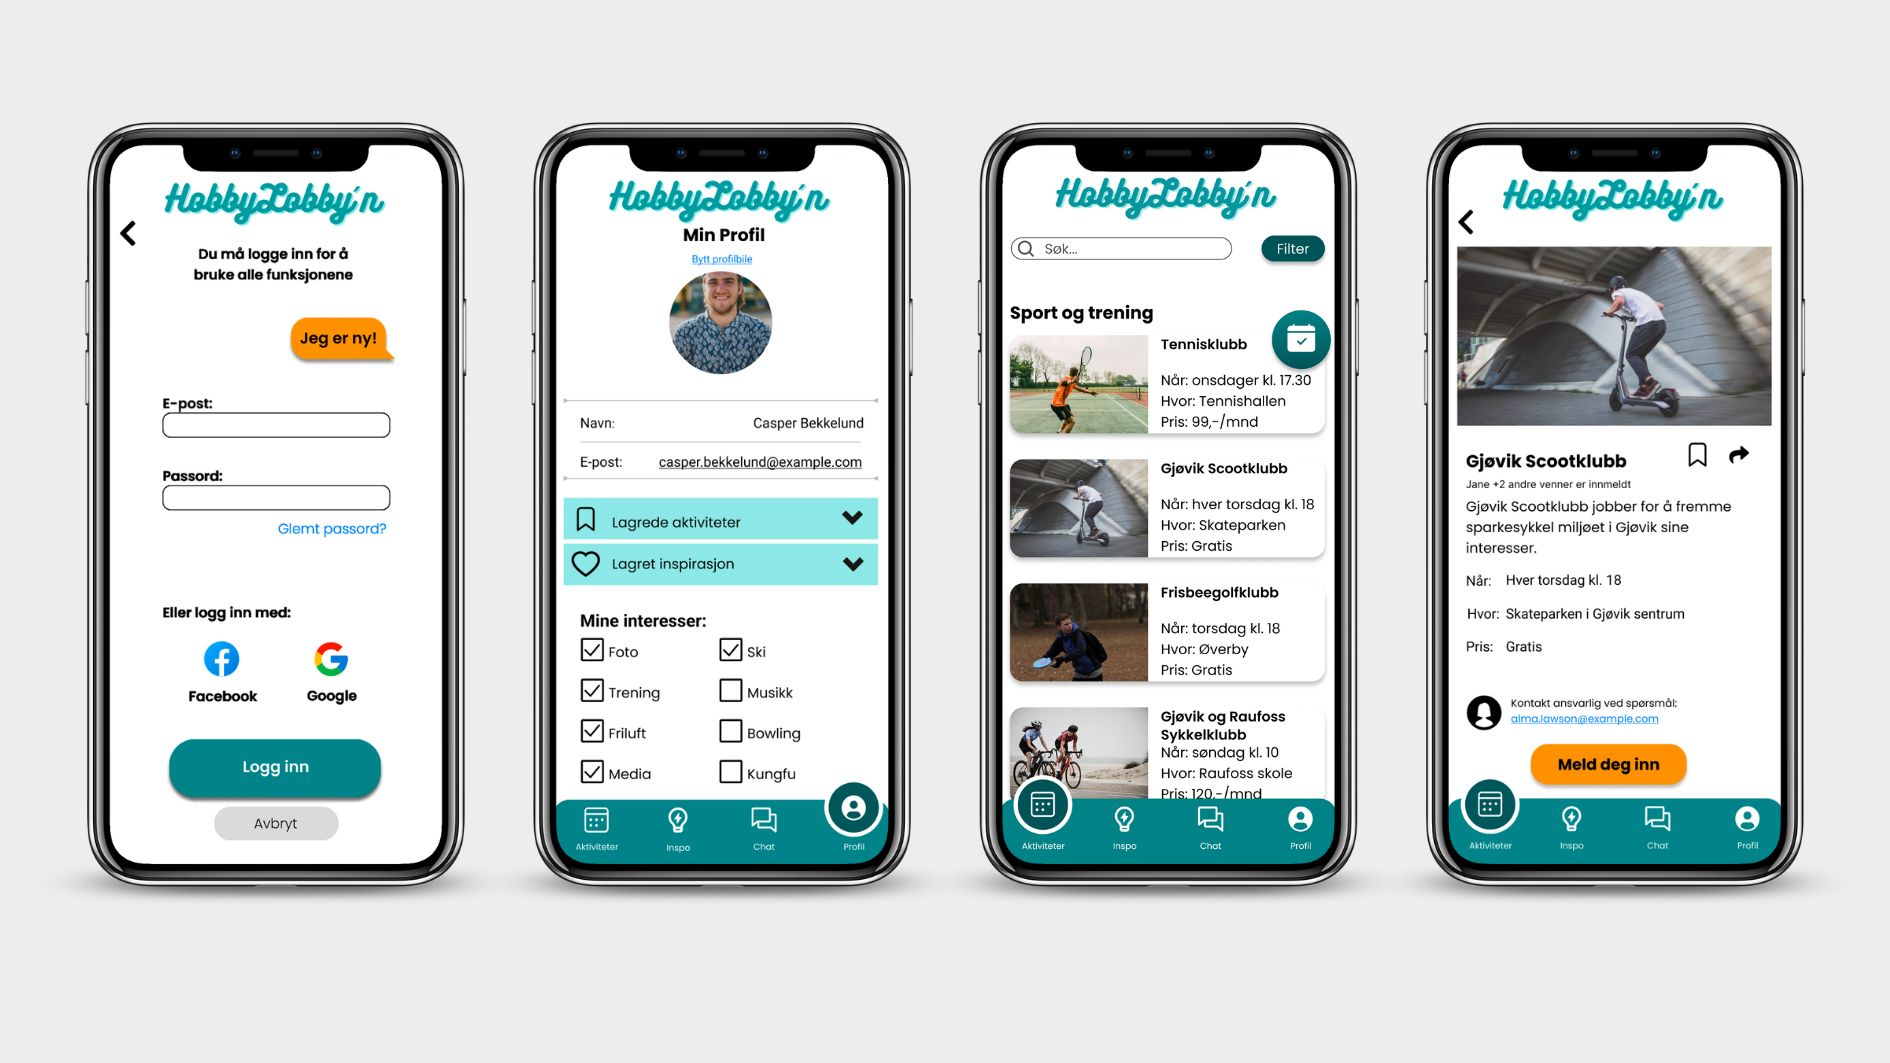 HobbyLobby´n
Du må logge inn for å
bruke alle funksjonene
Jeg er ny!
E-post:
Passord:
Glemt passord?
Eller logg inn med:
Facebook
Google
Logg inn
Avbryt
HobbyLobby´n
Min Profil
Bytt profilbile
Navn: Casper Bekkelund
E-post: casper.bekkelund@example.com
Lagrede aktiviteter
Lagret inspirasjon
Mine interesser:
Foto Ski
Trening Musikk
Friluft Bowling
Media Kungfu
Aktiviteter Inspo Chat Profil
HobbyLobby´n
Søk... Filter
Sport og trening
Tennisklubb
Når: onsdager kl. 17.30
Hvor: Tennishallen
Pris: 99,-/mnd
Gjøvik Scootklubb
Når: hver torsdag kl. 18
Hvor: Skateparken
Pris: Gratis
Frisbeegolfklubb
Når: torsdag kl. 18
Hvor: Øverby
Pris: Gratis
Gjøvik og Raufoss
Sykkelklubb
Når: søndag kl. 10
Hvor: Raufoss skole
Pris: 120,-/mnd
Aktiviteter Inspo Chat Profil
HobbyLobby´n
Gjøvik Scootklubb
Jane +2 andre venner er innmeldt
Gjøvik Scootklubb jobber for å fremme
sparkesykkel miljøet i Gjøvik sine
interesser.
Når: Hver torsdag kl. 18
Hvor: Skateparken i Gjøvik sentrum
Pris: Gratis
Kontakt ansvarlig ved spørsmål:
alma.lawson@example.com
Meld deg inn
Aktiviteter Inspo Chat Profil